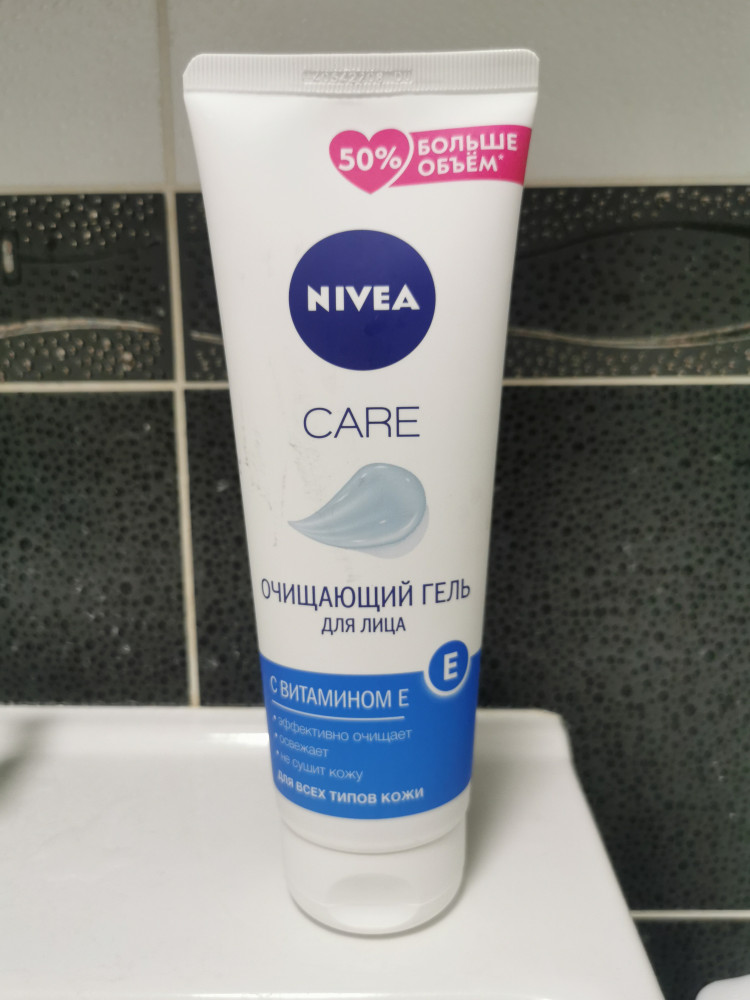 50%
БОЛЬШЕ
ОБЪЁМ*
NIVEA
CARE
ОЧИЩАЮЩИЙ ГЕЛЬ
ДЛЯ ЛИЦА
E
С ВИТАМИНОМ Е
• эффективно очищает
• освежает
• не сушит кожу
ДЛЯ ВСЕХ ТИПОВ КОЖИ